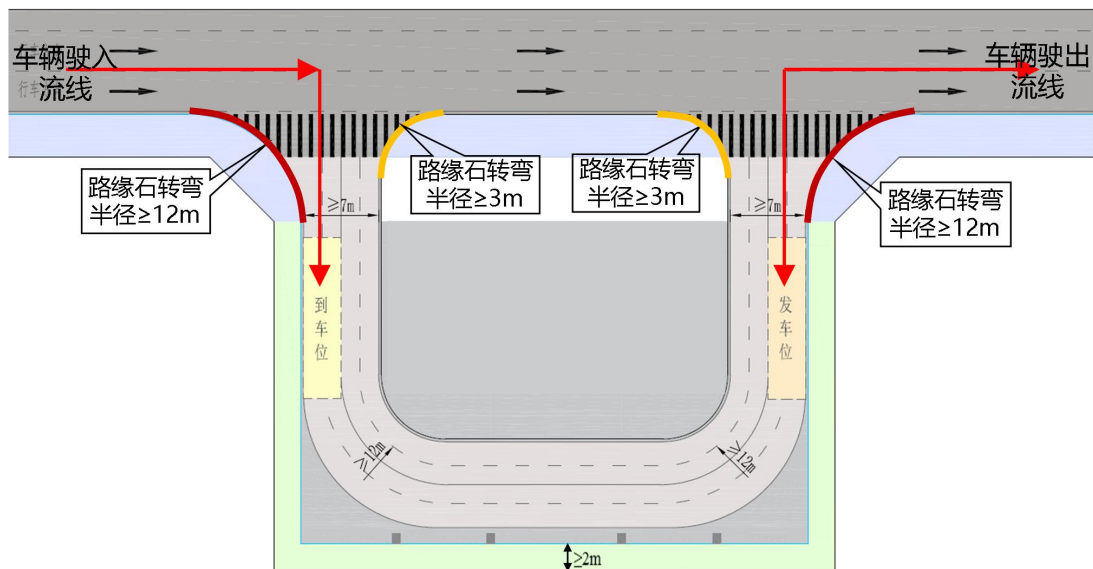 车辆驶入
流线
行车
车辆驶出
流线
路缘石转弯
半径≥12m
路缘石转弯
半径≥3m
路缘石转弯
半径≥3m
路缘石转弯
半径≥12m
≥7m
≥7m
到车位
发车位
≥12m
≥12m
≥2m